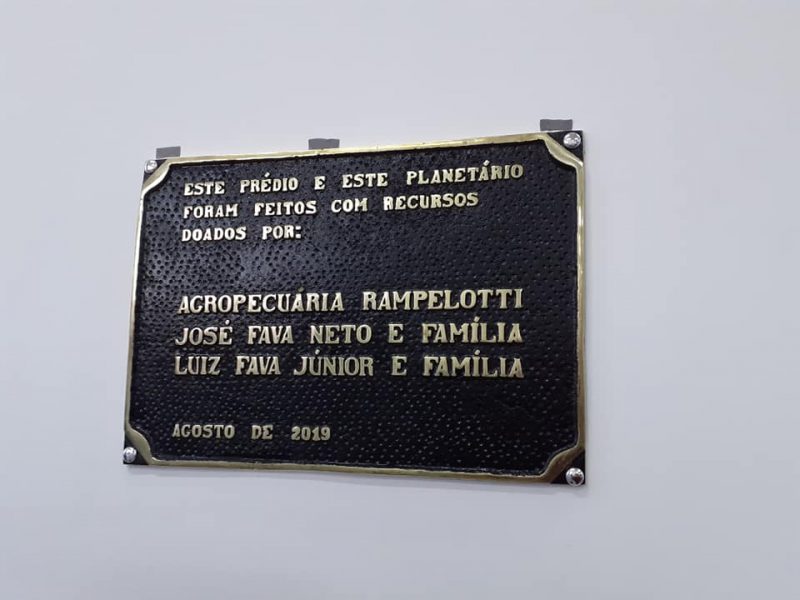 ESTE PRÉDIO E ESTE PLANETÁRIO
FORAM FEITOS COM RECURSOS
DOADOS POR:
AGROPECUÁRIA RAMPELOTTI
JOSÉ FAVA NETO E FAMÍLIA
LUIZ FAVA JÚNIOR E FAMÍLIA
AGOSTO DE 2019